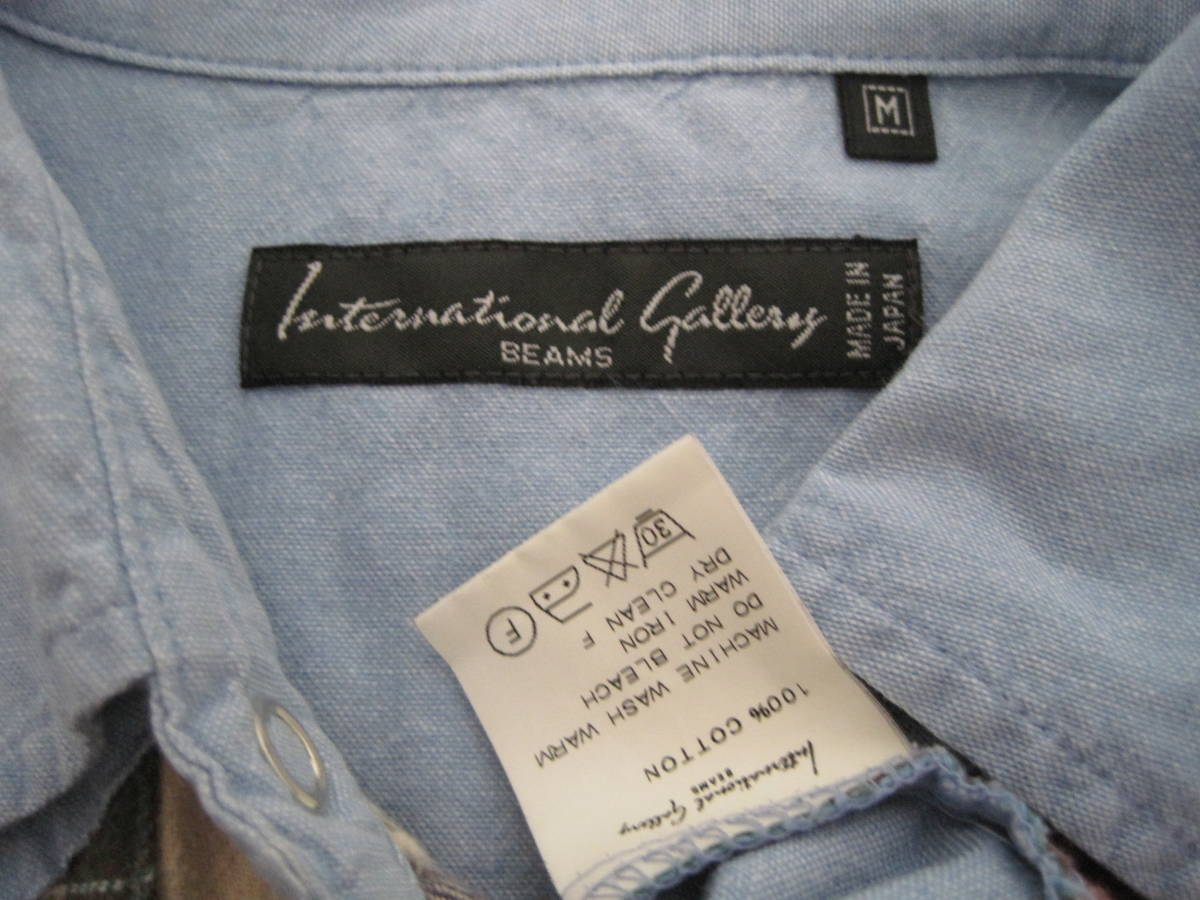 M
International Gallery
BEAMS
MADE IN
JAPAN
International Gallery
BEAMS
100% COTTON
MACHINE WASH WARM
DO NOT BLEACH
WARM IRON
DRY CLEAN F
30
F